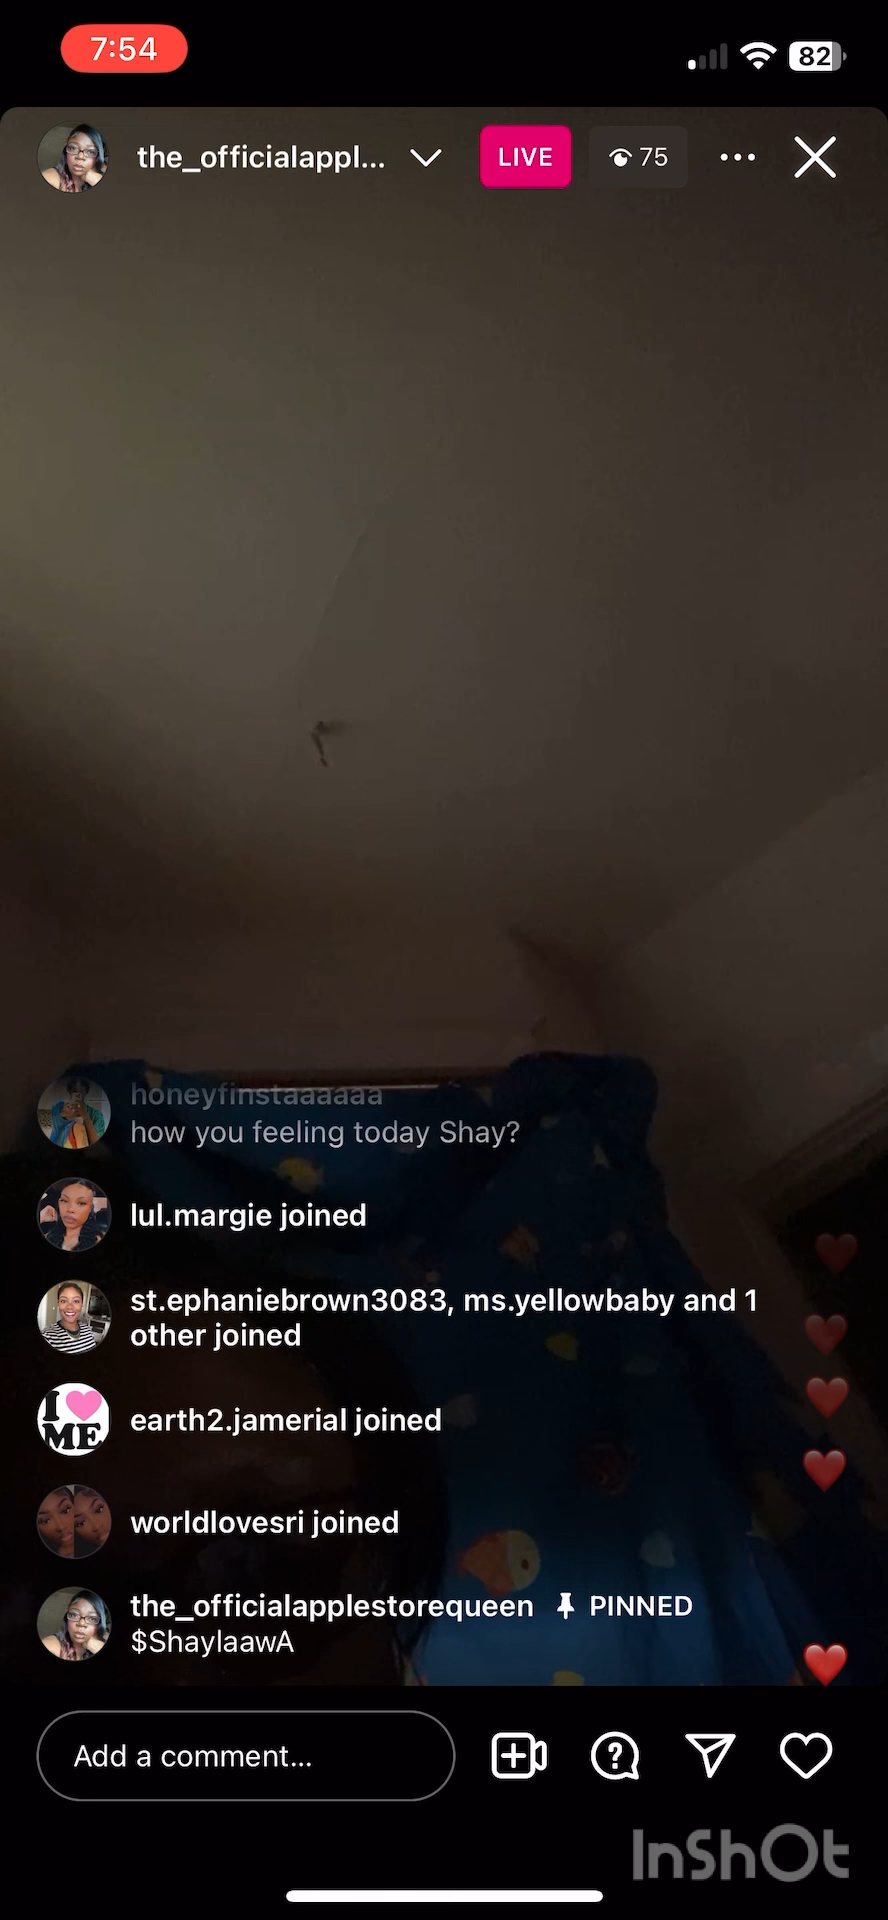 7:54
82
the_officialappl...
LIVE
75
honeyfinstaaaaaa
how you feeling today Shay?
lul.margie joined
st.ephaniebrown3083, ms.yellowbaby and 1
other joined
I
ME
earth2.jamerial joined
worldlovesri joined
the_officialapplestorequeen PINNED
$ShaylaawA
Add a comment...
InShOt